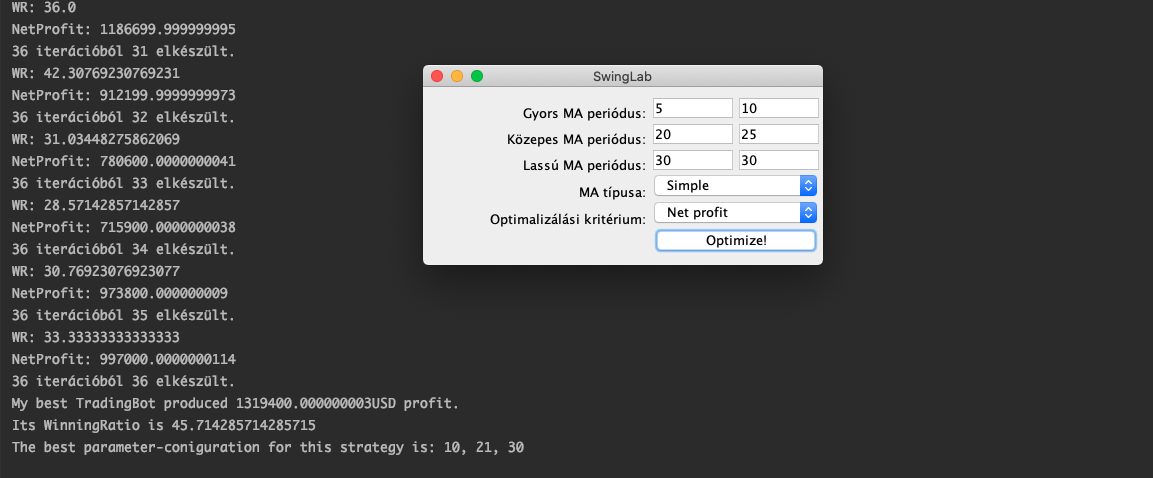 WR: 36.0
NetProfit: 1186699.999999995
36 iterációból 31 elkészült.
WR: 42.30769230769231
NetProfit: 912199.9999999973
36 iterációból 32 elkészült.
WR: 31.03448275862069
NetProfit: 780600.0000000041
36 iterációból 33 elkészült.
WR: 28.57142857142857
NetProfit: 715900.0000000038
36 iterációból 34 elkészült.
WR: 30.76923076923077
NetProfit: 973800.000000009
36 iterációból 35 elkészült.
WR: 33.33333333333333
NetProfit: 997000.0000000114
36 iterációból 36 elkészült.
My best TradingBot produced 1319400.000000003USD profit.
Its WinningRatio is 45.714285714285715
The best parameter-coniguration for this strategy is: 10, 21, 30
SwingLab
Gyors MA periódus: 5 10
Közepes MA periódus: 20 25
Lassú MA periódus: 30 30
MA típusa: Simple
Optimalizálási kritérium: Net profit
Optimize!